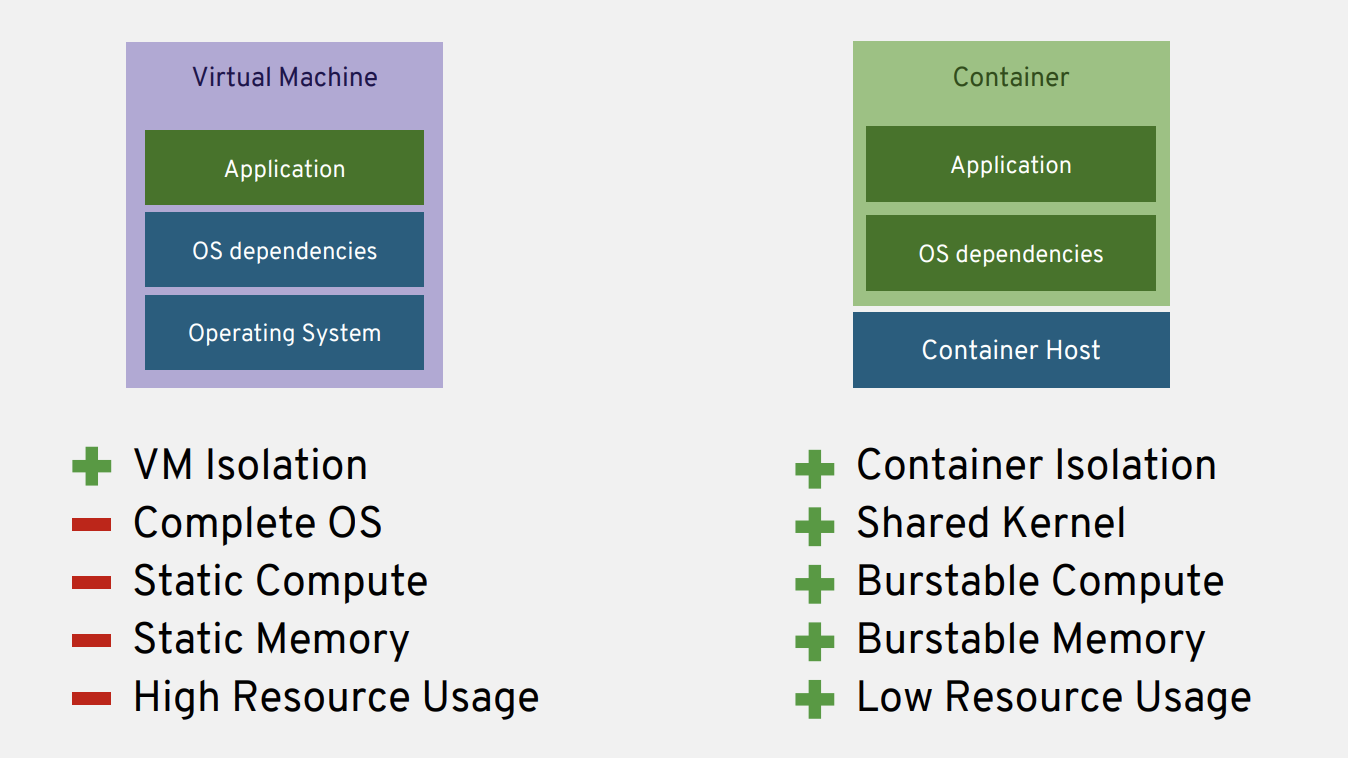 Virtual Machine
Application
OS dependencies
Operating System
VM Isolation
Complete OS
Static Compute
Static Memory
High Resource Usage
Container
Application
OS dependencies
Container Host
Container Isolation
Shared Kernel
Burstable Compute
Burstable Memory
Low Resource Usage